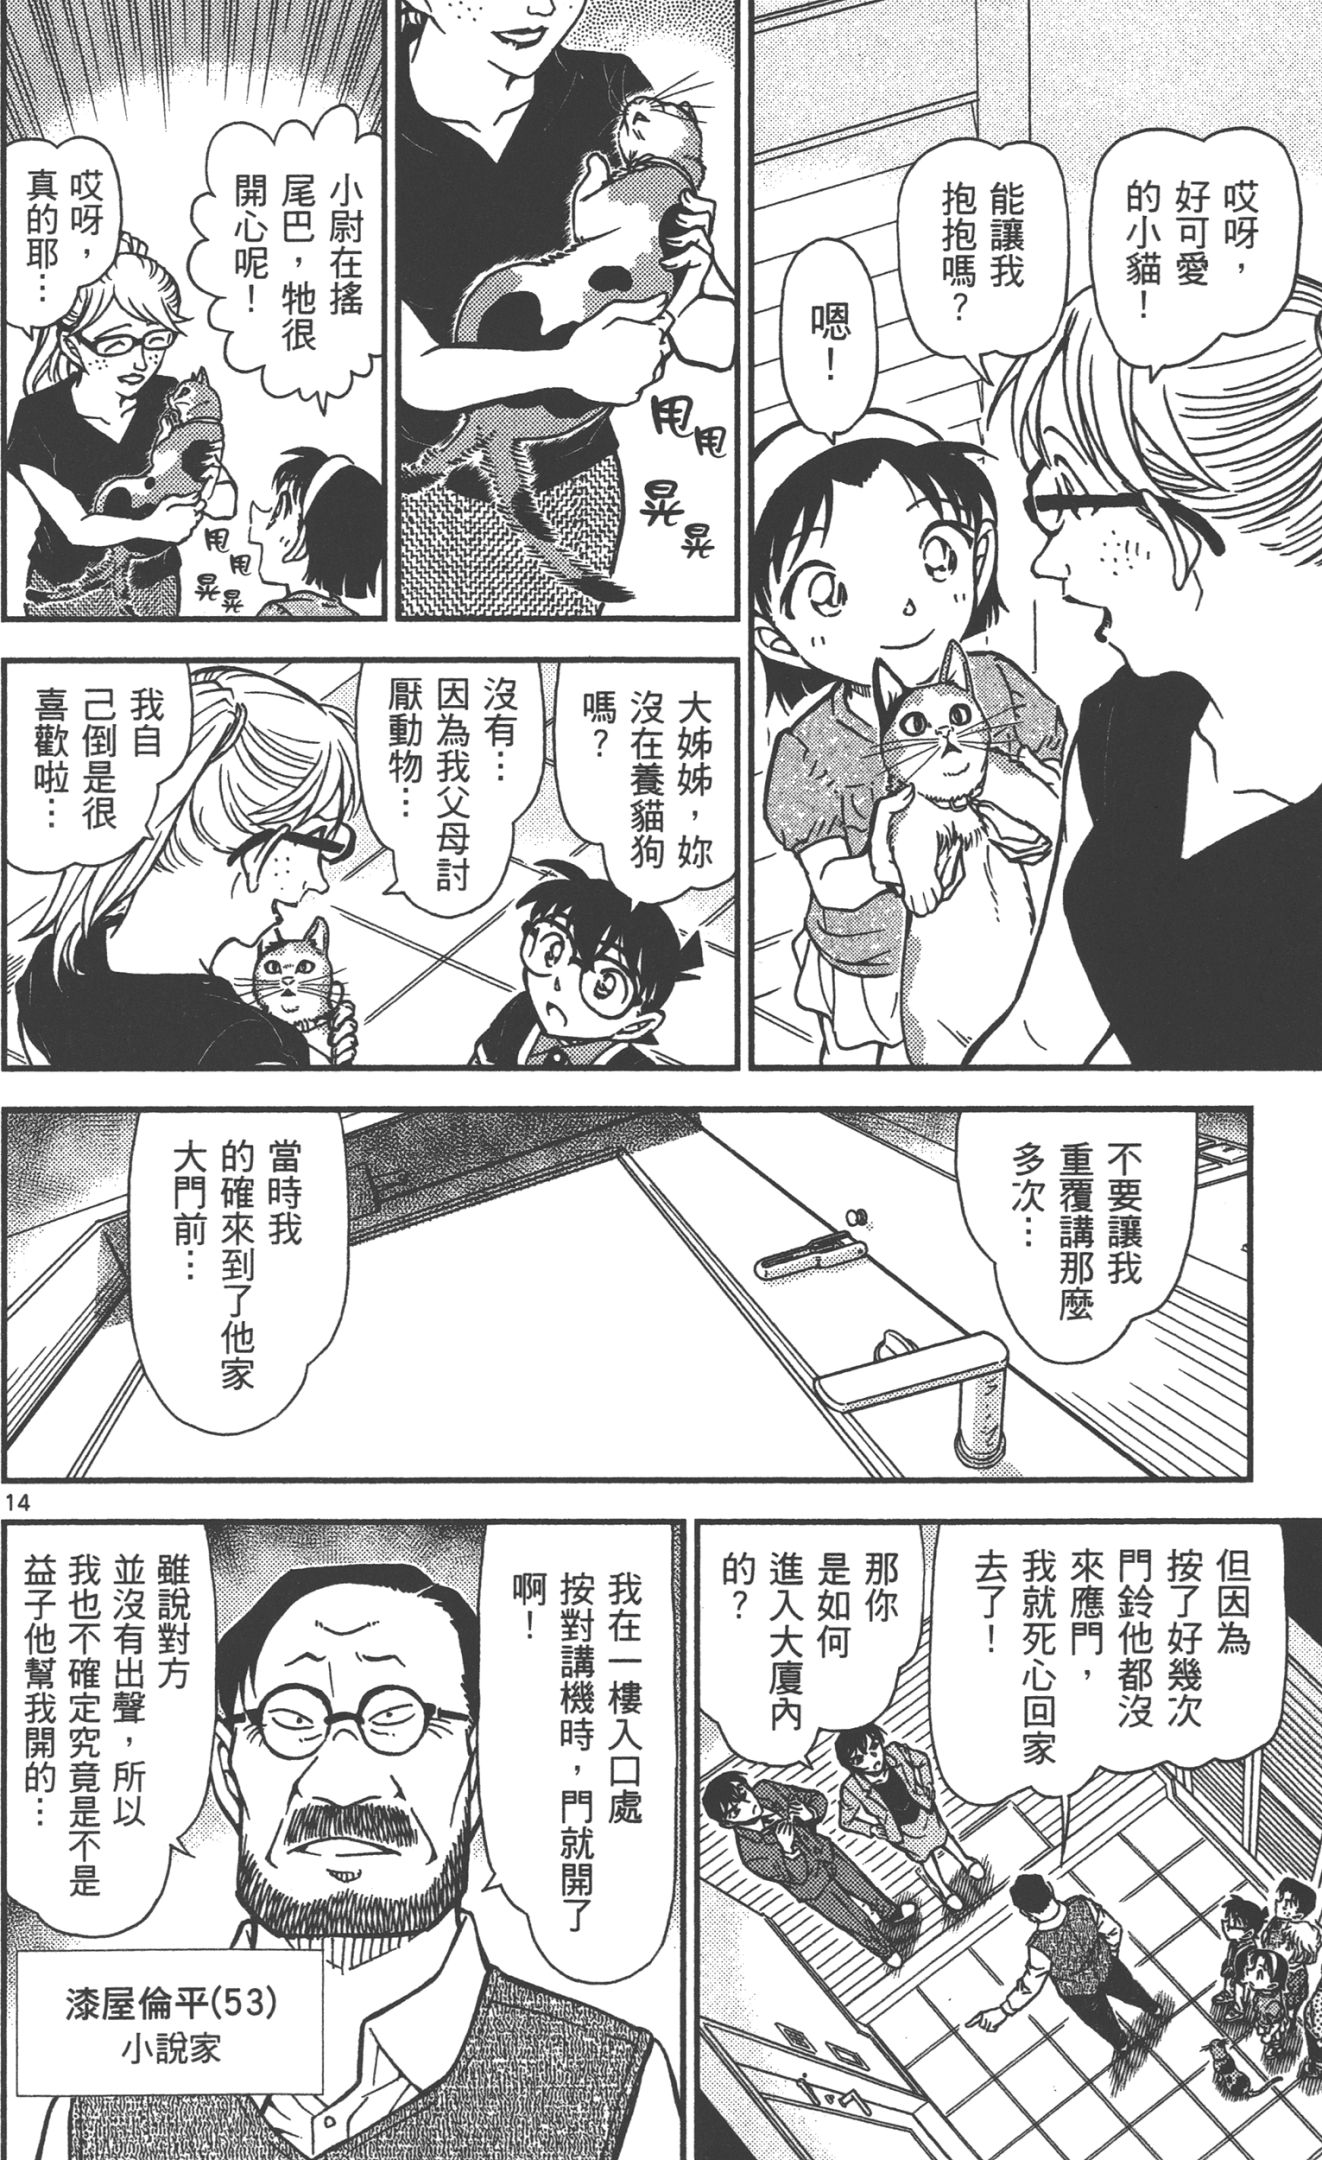 哎呀，
好可愛
的小貓！
能讓我
抱抱嗎？
嗯！
甩甩
晃晃
小尉在搖
尾巴，牠很
開心呢！
哎呀，
真的耶…
甩甩
晃晃
大姊姊，妳
沒在養貓狗
嗎？
沒有…
因為我父母討
厭動物…
我自
己倒是很
喜歡啦…
不要讓我
重覆講那麼
多次…
當時我
的確來到了他家
大門前…
但因為
按了好幾次
門鈴他都沒
來應門，
我就死心回家
去了！
那你
是如何
進入大廈內
的？
我在一樓入口處
按對講機時，門就開了
啊！
雖說對方
並沒有出聲，所以
我也不確定究竟是不是
益子他幫我開的…
漆屋倫平(53)
小說家
14